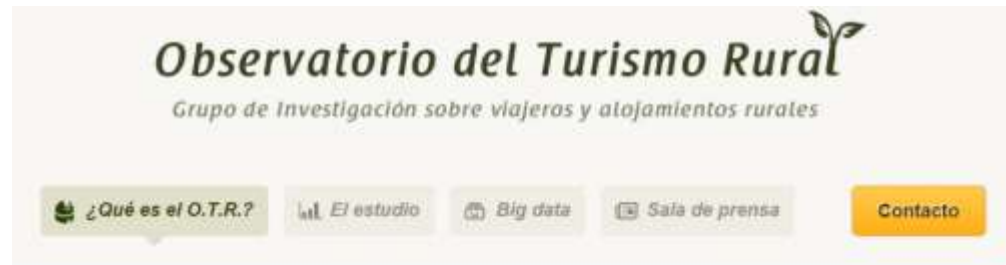 Observatorio del Turismo Rural
Grupo de Investigación sobre viajeros y alojamientos rurales
¿Qué es el O.T.R.? El estudio Big data Sala de prensa Contacto